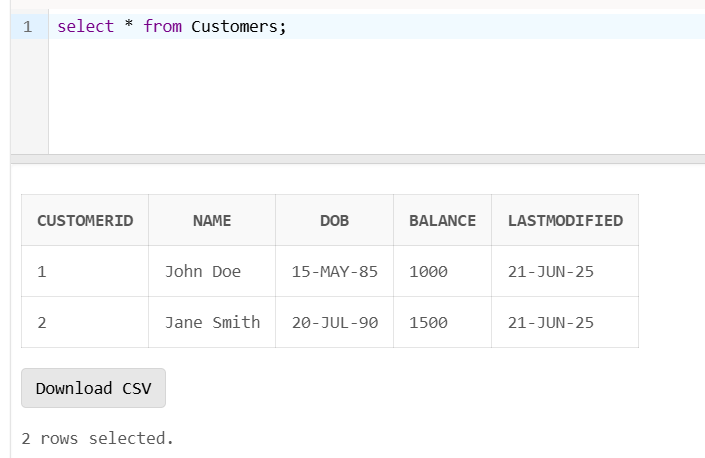 1 select * from Customers;
CUSTOMERID NAME DOB BALANCE LASTMODIFIED
1 John Doe 15-MAY-85 1000 21-JUN-25
2 Jane Smith 20-JUL-90 1500 21-JUN-25
Download CSV
2 rows selected.